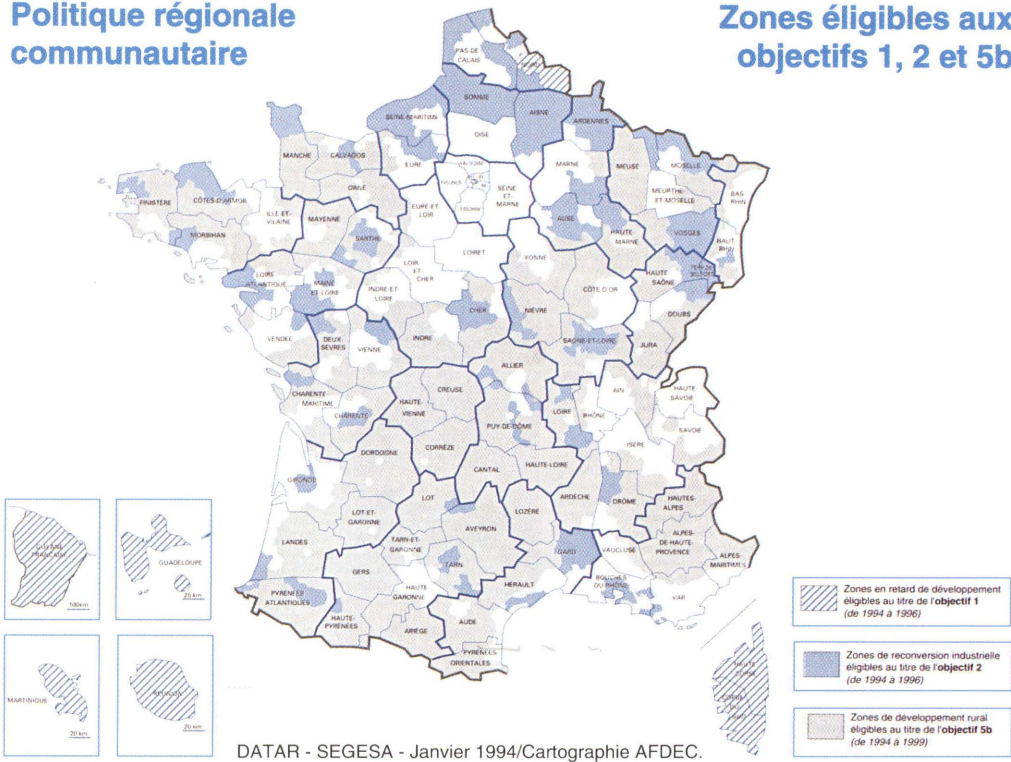 Politique régionale
communautaire
Zones éligibles aux
objectifs 1, 2 et 5b
PAS DE
CALAIS
NORD
SOMME
AISNE
ARDENNES
SEINE-MARITIME
OISE
MANCHE
CALVADOS
EURE
MARNE
MEUSE
MOSELLE
ORNE
SEINE
ET
MARNE
MEURTHE-
ET-MOSELLE
BAS
RHIN
FINISTÈRE
CÔTES-D'ARMOR
ILLE-ET-
VILAINE
MAYENNE
EURE-ET
LOIR
AUBE
HAUTE-
MARNE
VOSGES
HAUT
RHIN
MORBIHAN
SARTHE
LOIRET
YONNE
HAUTE
SAÔNE
TERR DE
BELFORT
LOIR
ET
CHER
LOIRE
ATLANTIQUE
MAINE
ET-LOIRE
INDRE-ET
LOIRE
CÔTE-D'OR
DOUBS
CHER
NIÈVRE
VENDÉE
DEUX-
SÈVRES
VIENNE
INDRE
SAÔNE-ET-LOIRE
JURA
ALLIER
CHARENTE-
MARITIME
CREUSE
AIN
HAUTE-
SAVOIE
CHARENTE
HAUTE-
VIENNE
PUY-DE-DÔME
LOIRE
RHÔNE
SAVOIE
CORRÈZE
ISÈRE
DORDOGNE
CANTAL
HAUTE-LOIRE
GIRONDE
LOT
ARDÈCHE
DRÔME
HAUTES-
ALPES
LOT-ET-
GARONNE
AVEYRON
LOZÈRE
LANDES
TARN-ET-
GARONNE
GARD
VAUCLUSE
ALPES-
DE-HAUTE-
PROVENCE
ALPES-
MARITIMES
GERS
TARN
HÉRAULT
BOUCHES
DU-RHÔNE
VAR
PYRÉNÉES
ATLANTIQUES
HAUTE
GARONNE
HAUTE-
PYRÉNÉES
ARIÈGE
AUDE
PYRÉNÉES
ORIENTALES
HAUTE
CORSE
CORSE
DU
SUD
GUYANE
FRANÇAISE
100km
GUADELOUPE
25 km
MARTINIQUE
20 km
RÉUNION
20 km
Zones en retard de développement
éligibles au titre de l'objectif 1
(de 1994 à 1996)
Zones de reconversion industrielle
éligibles au titre de l'objectif 2
(de 1994 à 1996)
Zones de développement rural
éligibles au titre de l'objectif 5b
(de 1994 à 1999)
DATAR - SEGESA - Janvier 1994/Cartographie AFDEC.